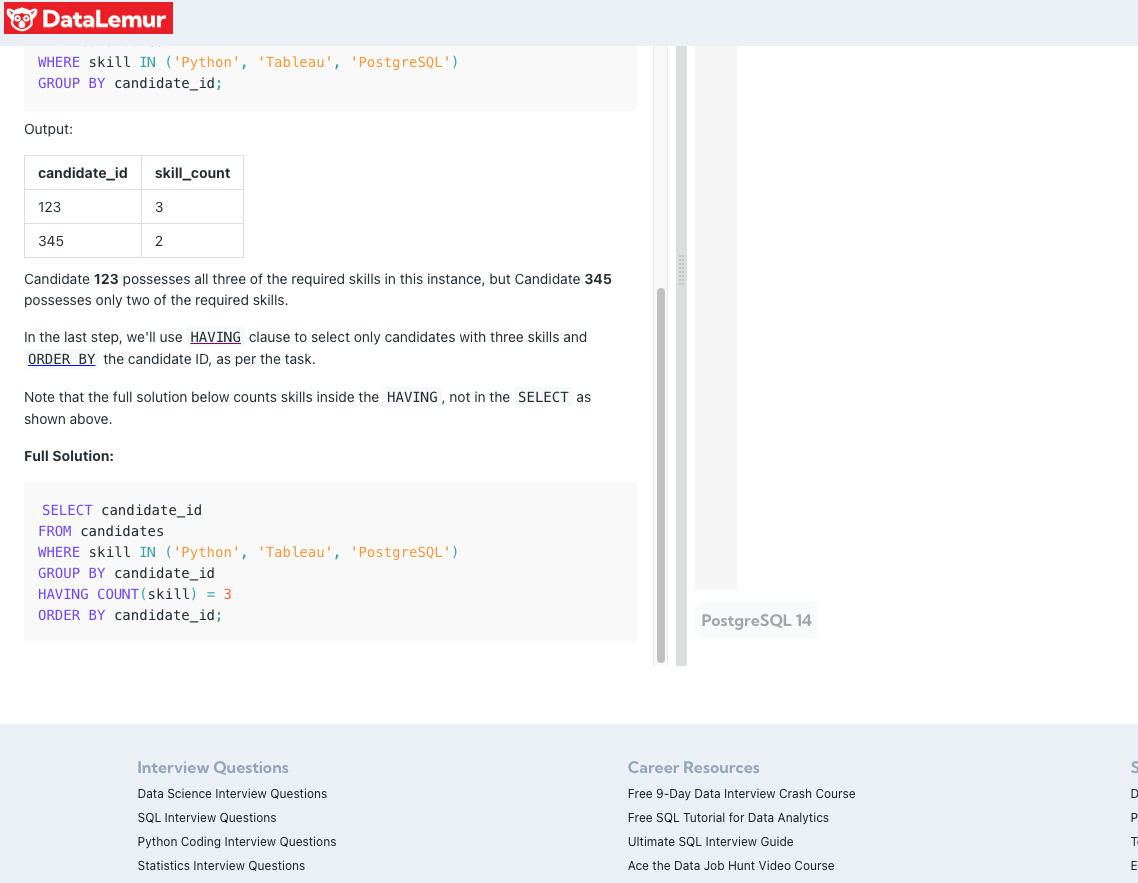 DataLemur
WHERE skill IN ('Python', 'Tableau', 'PostgreSQL')
GROUP BY candidate_id;
Output:
candidate_id skill_count
123 3
345 2
Candidate 123 possesses all three of the required skills in this instance, but Candidate 345
possesses only two of the required skills.
In the last step, we'll use HAVING clause to select only candidates with three skills and
ORDER BY the candidate ID, as per the task.
Note that the full solution below counts skills inside the HAVING, not in the SELECT as
shown above.
Full Solution:
SELECT candidate_id
FROM candidates
WHERE skill IN ('Python', 'Tableau', 'PostgreSQL')
GROUP BY candidate_id
HAVING COUNT(skill) = 3
ORDER BY candidate_id;
PostgreSQL 14
Interview Questions
Data Science Interview Questions
SQL Interview Questions
Python Coding Interview Questions
Statistics Interview Questions
Career Resources
Free 9-Day Data Interview Crash Course
Free SQL Tutorial for Data Analytics
Ultimate SQL Interview Guide
Ace the Data Job Hunt Video Course